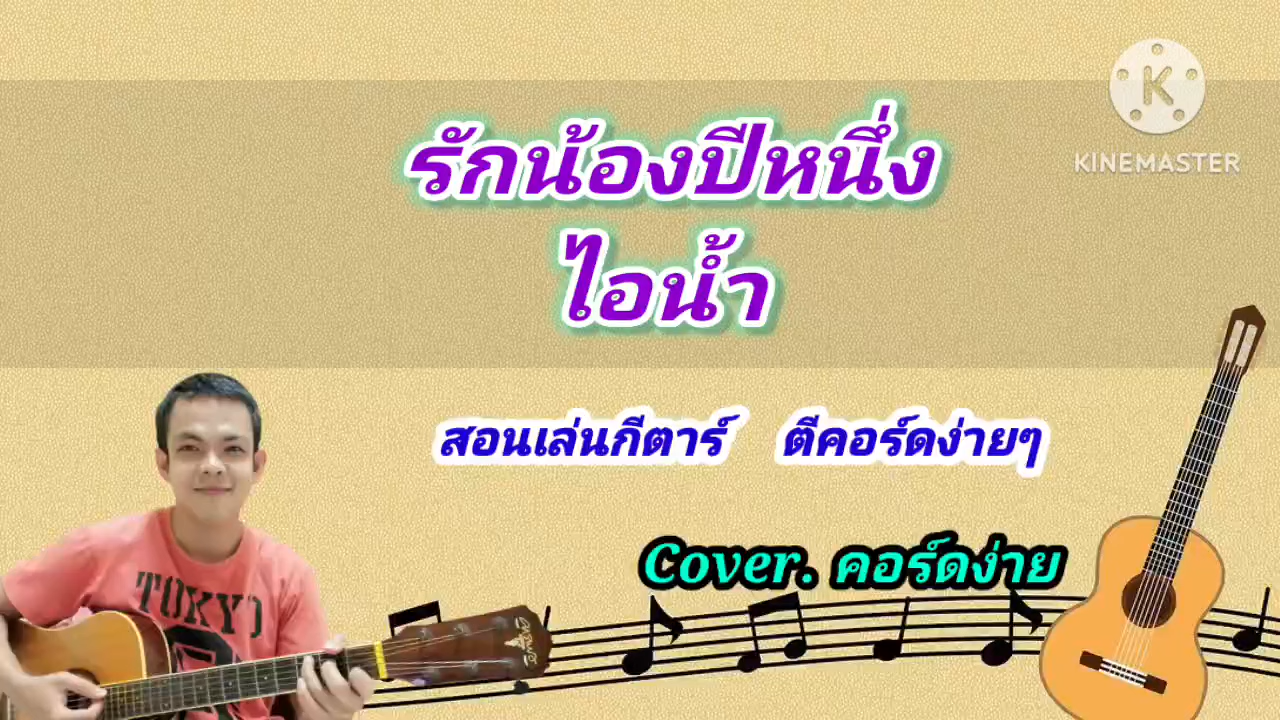 K
KINEMASTER
รักน้องปีหนึ่ง
ไอน้ำ
สอนเล่นกีตาร์ ตีคอร์ดง่ายๆ
Cover. คอร์ดง่าย
TOKYO